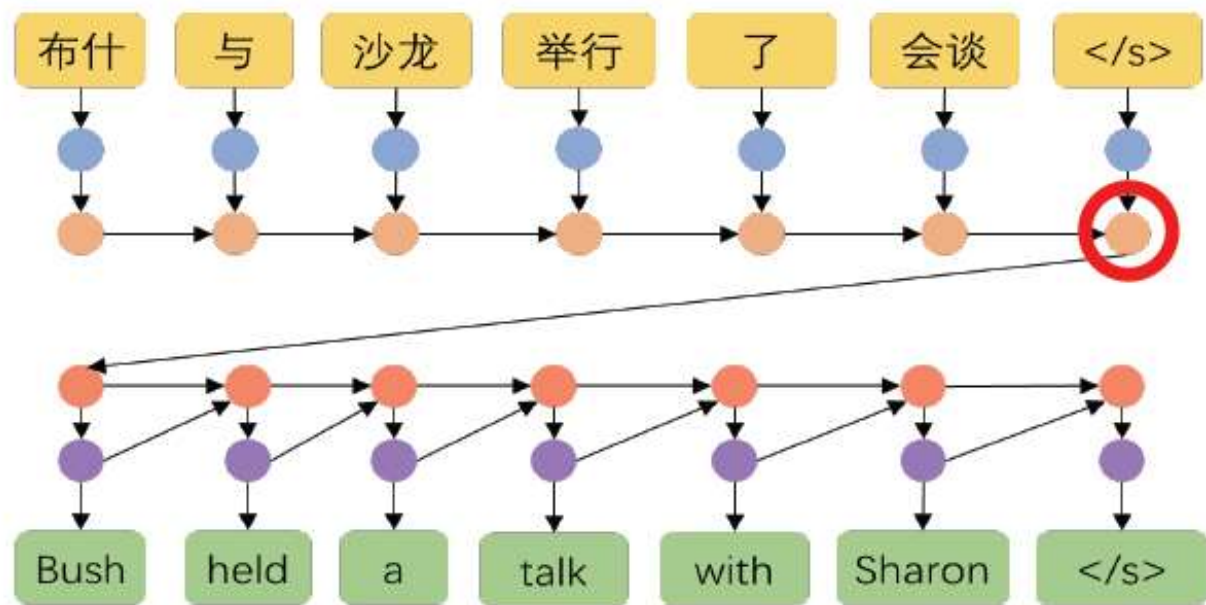 布什 与 沙龙 举行 了 会谈 </s>
Bush held a talk with Sharon </s>